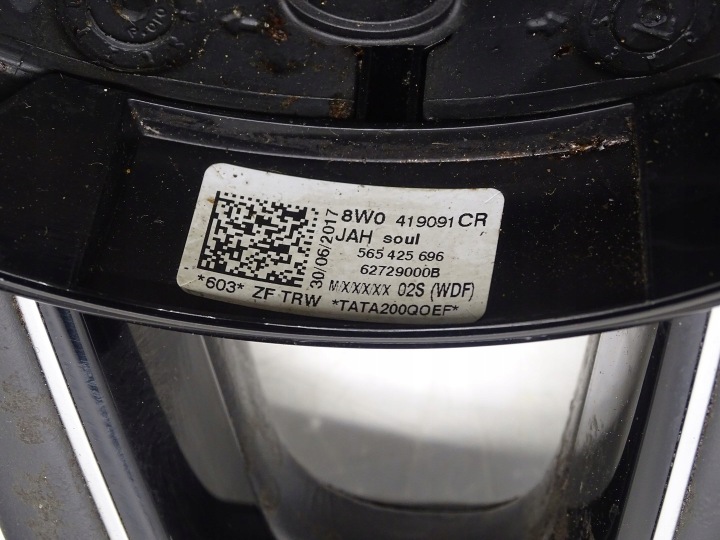 8W0 419091 CR
JAH soul
565 425 696
62729000B
MXXXXX 02S (WDF)
*603* ZF TRW *TATA200QOEF*
30/06/2017